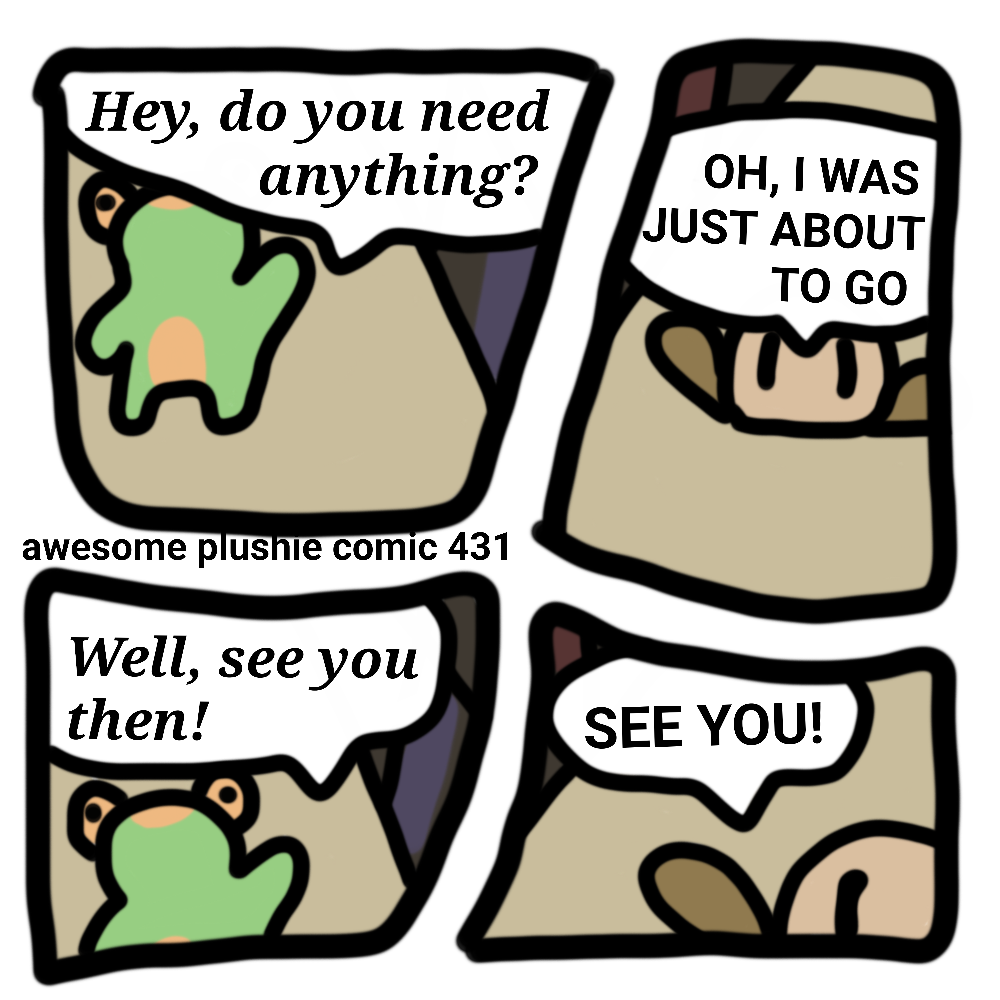 Hey, do you need
anything?
OH, I WAS
JUST ABOUT
TO GO
awesome plushie comic 431
Well, see you
then!
SEE YOU!